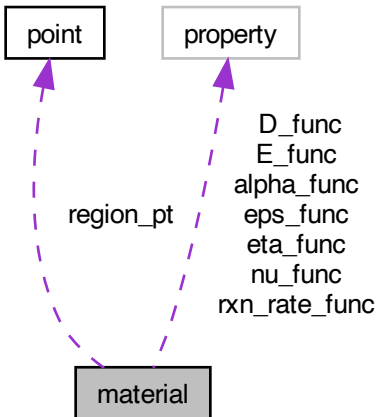 point
property
D_func
E_func
alpha_func
region_pt
eps_func
eta_func
nu_func
rxn_rate_func
material